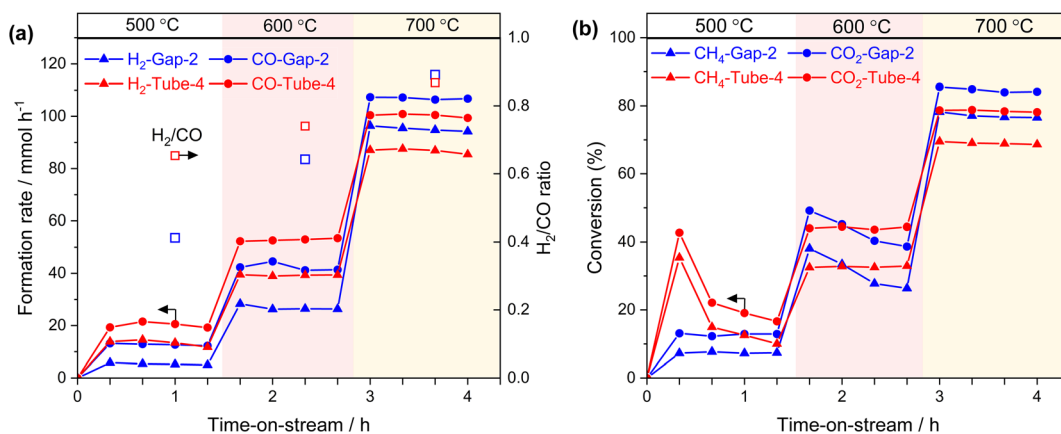 (a)
500 °C
600 °C
700 °C
H₂-Gap-2
CO-Gap-2
H₂-Tube-4
CO-Tube-4
H₂/CO
Formation rate / mmol h⁻¹
120
100
80
60
40
20
0
1.0
0.8
0.6
0.4
0.2
0.0
H₂/CO ratio
0
1
2
3
4
Time-on-stream / h
(b)
500 °C
600 °C
700 °C
CH₄-Gap-2
CO₂-Gap-2
CH₄-Tube-4
CO₂-Tube-4
Conversion (%)
100
80
60
40
20
0
0
1
2
3
4
Time-on-stream / h